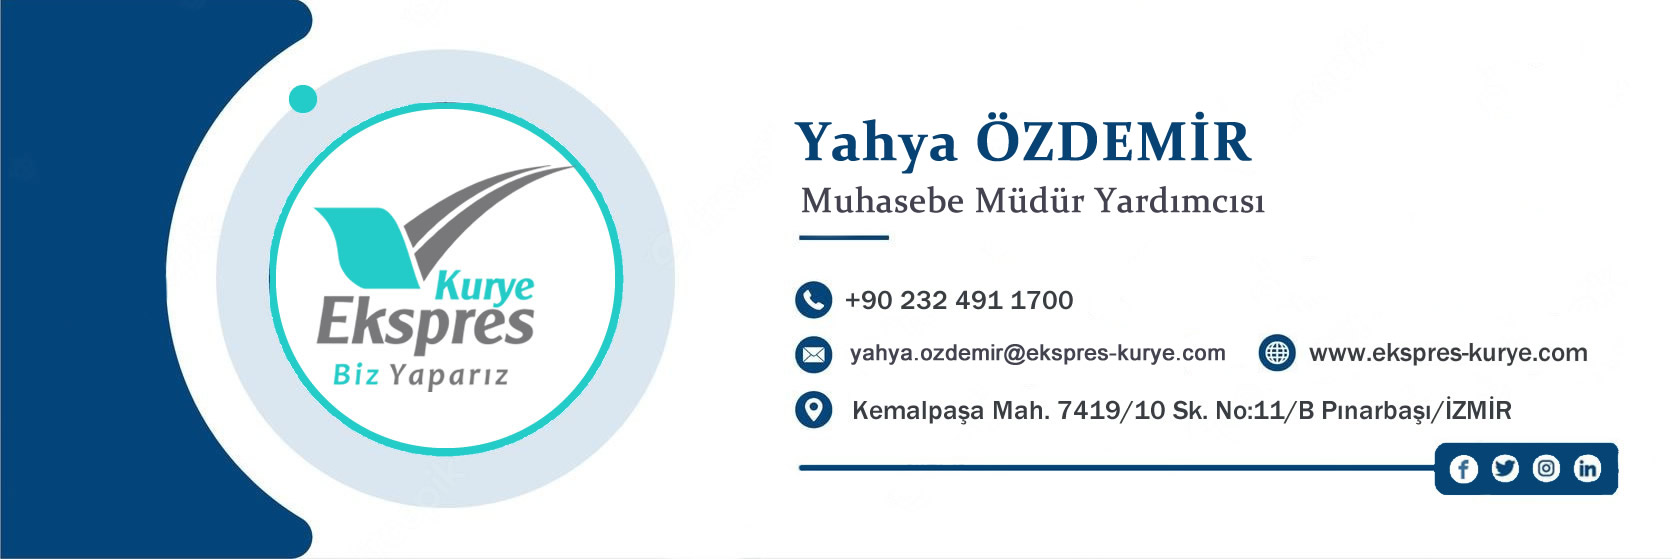 Yahya ÖZDEMİR
Muhasebe Müdür Yardımcısı
Kurye
Ekspres
Biz Yaparız
+90 232 491 1700
yahya.ozdemir@ekspres-kurye.com
www.ekspres-kurye.com
Kemalpaşa Mah. 7419/10 Sk. No:11/B Pınarbaşı/İZMİR